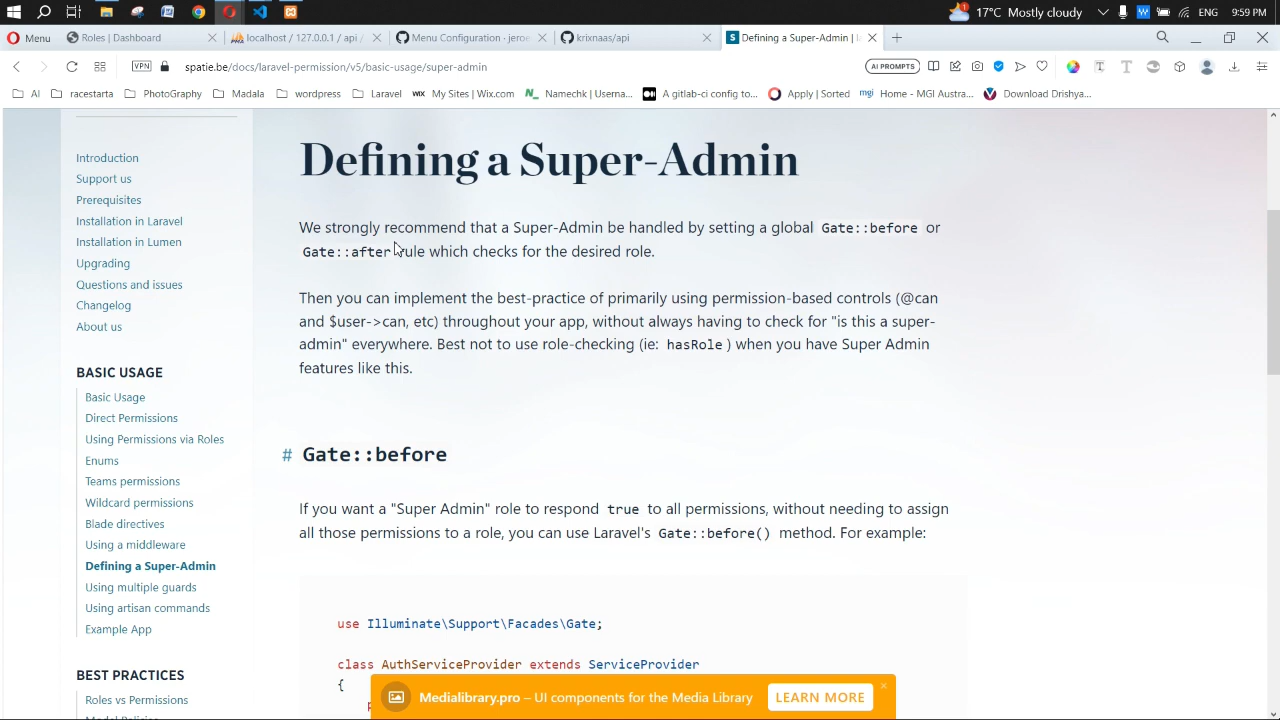 17°C Mostly cloudy
ENG
9:59 PM
Menu
Roles | Dashboard
localhost / 127.0.0.1 / api /
Menu Configuration · jeroe
krixnaas/api
Defining a Super-Admin |
VPN
spatie.be/docs/laravel-permission/v5/basic-usage/super-admin
AI PROMPTS
AI
racestarta
PhotoGraphy
Madala
wordpress
Laravel
WIX My Sites | Wix.com
Namechk | Userna...
A gitlab-ci config to...
Apply | Sorted
mgi Home - MGI Austra...
Download Drishya...
Defining a Super-Admin
We strongly recommend that a Super-Admin be handled by setting a global Gate::before or
Gate::after rule which checks for the desired role.
Then you can implement the best-practice of primarily using permission-based controls (@can
and $user->can, etc) throughout your app, without always having to check for "is this a super-
admin" everywhere. Best not to use role-checking (ie: hasRole ) when you have Super Admin
features like this.
# Gate::before
If you want a "Super Admin" role to respond true to all permissions, without needing to assign
all those permissions to a role, you can use Laravel's Gate::before() method. For example:
use Illuminate\Support\Facades\Gate;
class AuthServiceProvider extends ServiceProvider
{
Introduction
Support us
Prerequisites
Installation in Laravel
Installation in Lumen
Upgrading
Questions and issues
Changelog
About us
BASIC USAGE
Basic Usage
Direct Permissions
Using Permissions via Roles
Enums
Teams permissions
Wildcard permissions
Blade directives
Using a middleware
Defining a Super-Admin
Using multiple guards
Using artisan commands
Example App
BEST PRACTICES
Roles vs Permissions
Medialibrary.pro – UI components for the Media Library
LEARN MORE